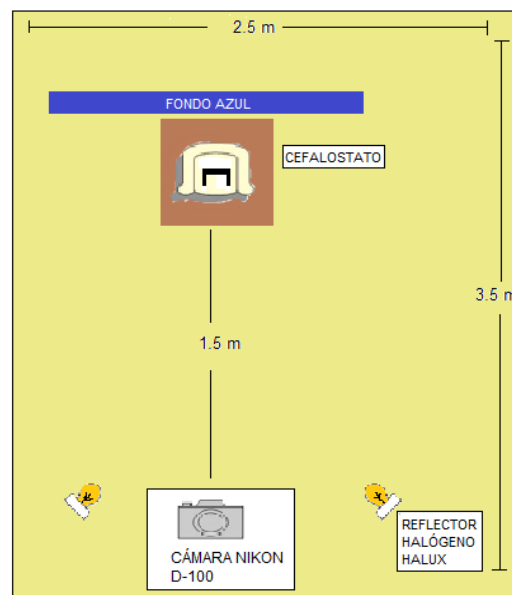 2.5 m
FONDO AZUL
CEFALOSTATO
3.5 m
1.5 m
CÁMARA NIKON
D-100
REFLECTOR
HALÓGENO
HALUX